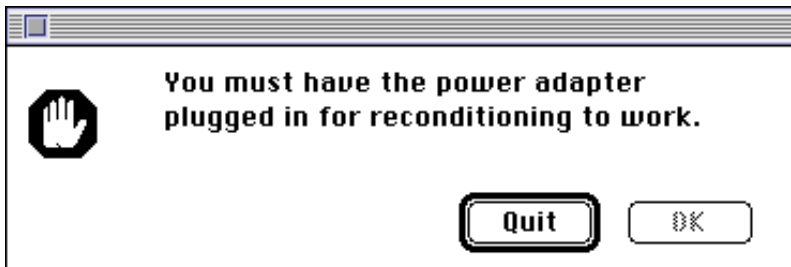 You must have the power adapter
plugged in for reconditioning to work.
Quit
OK